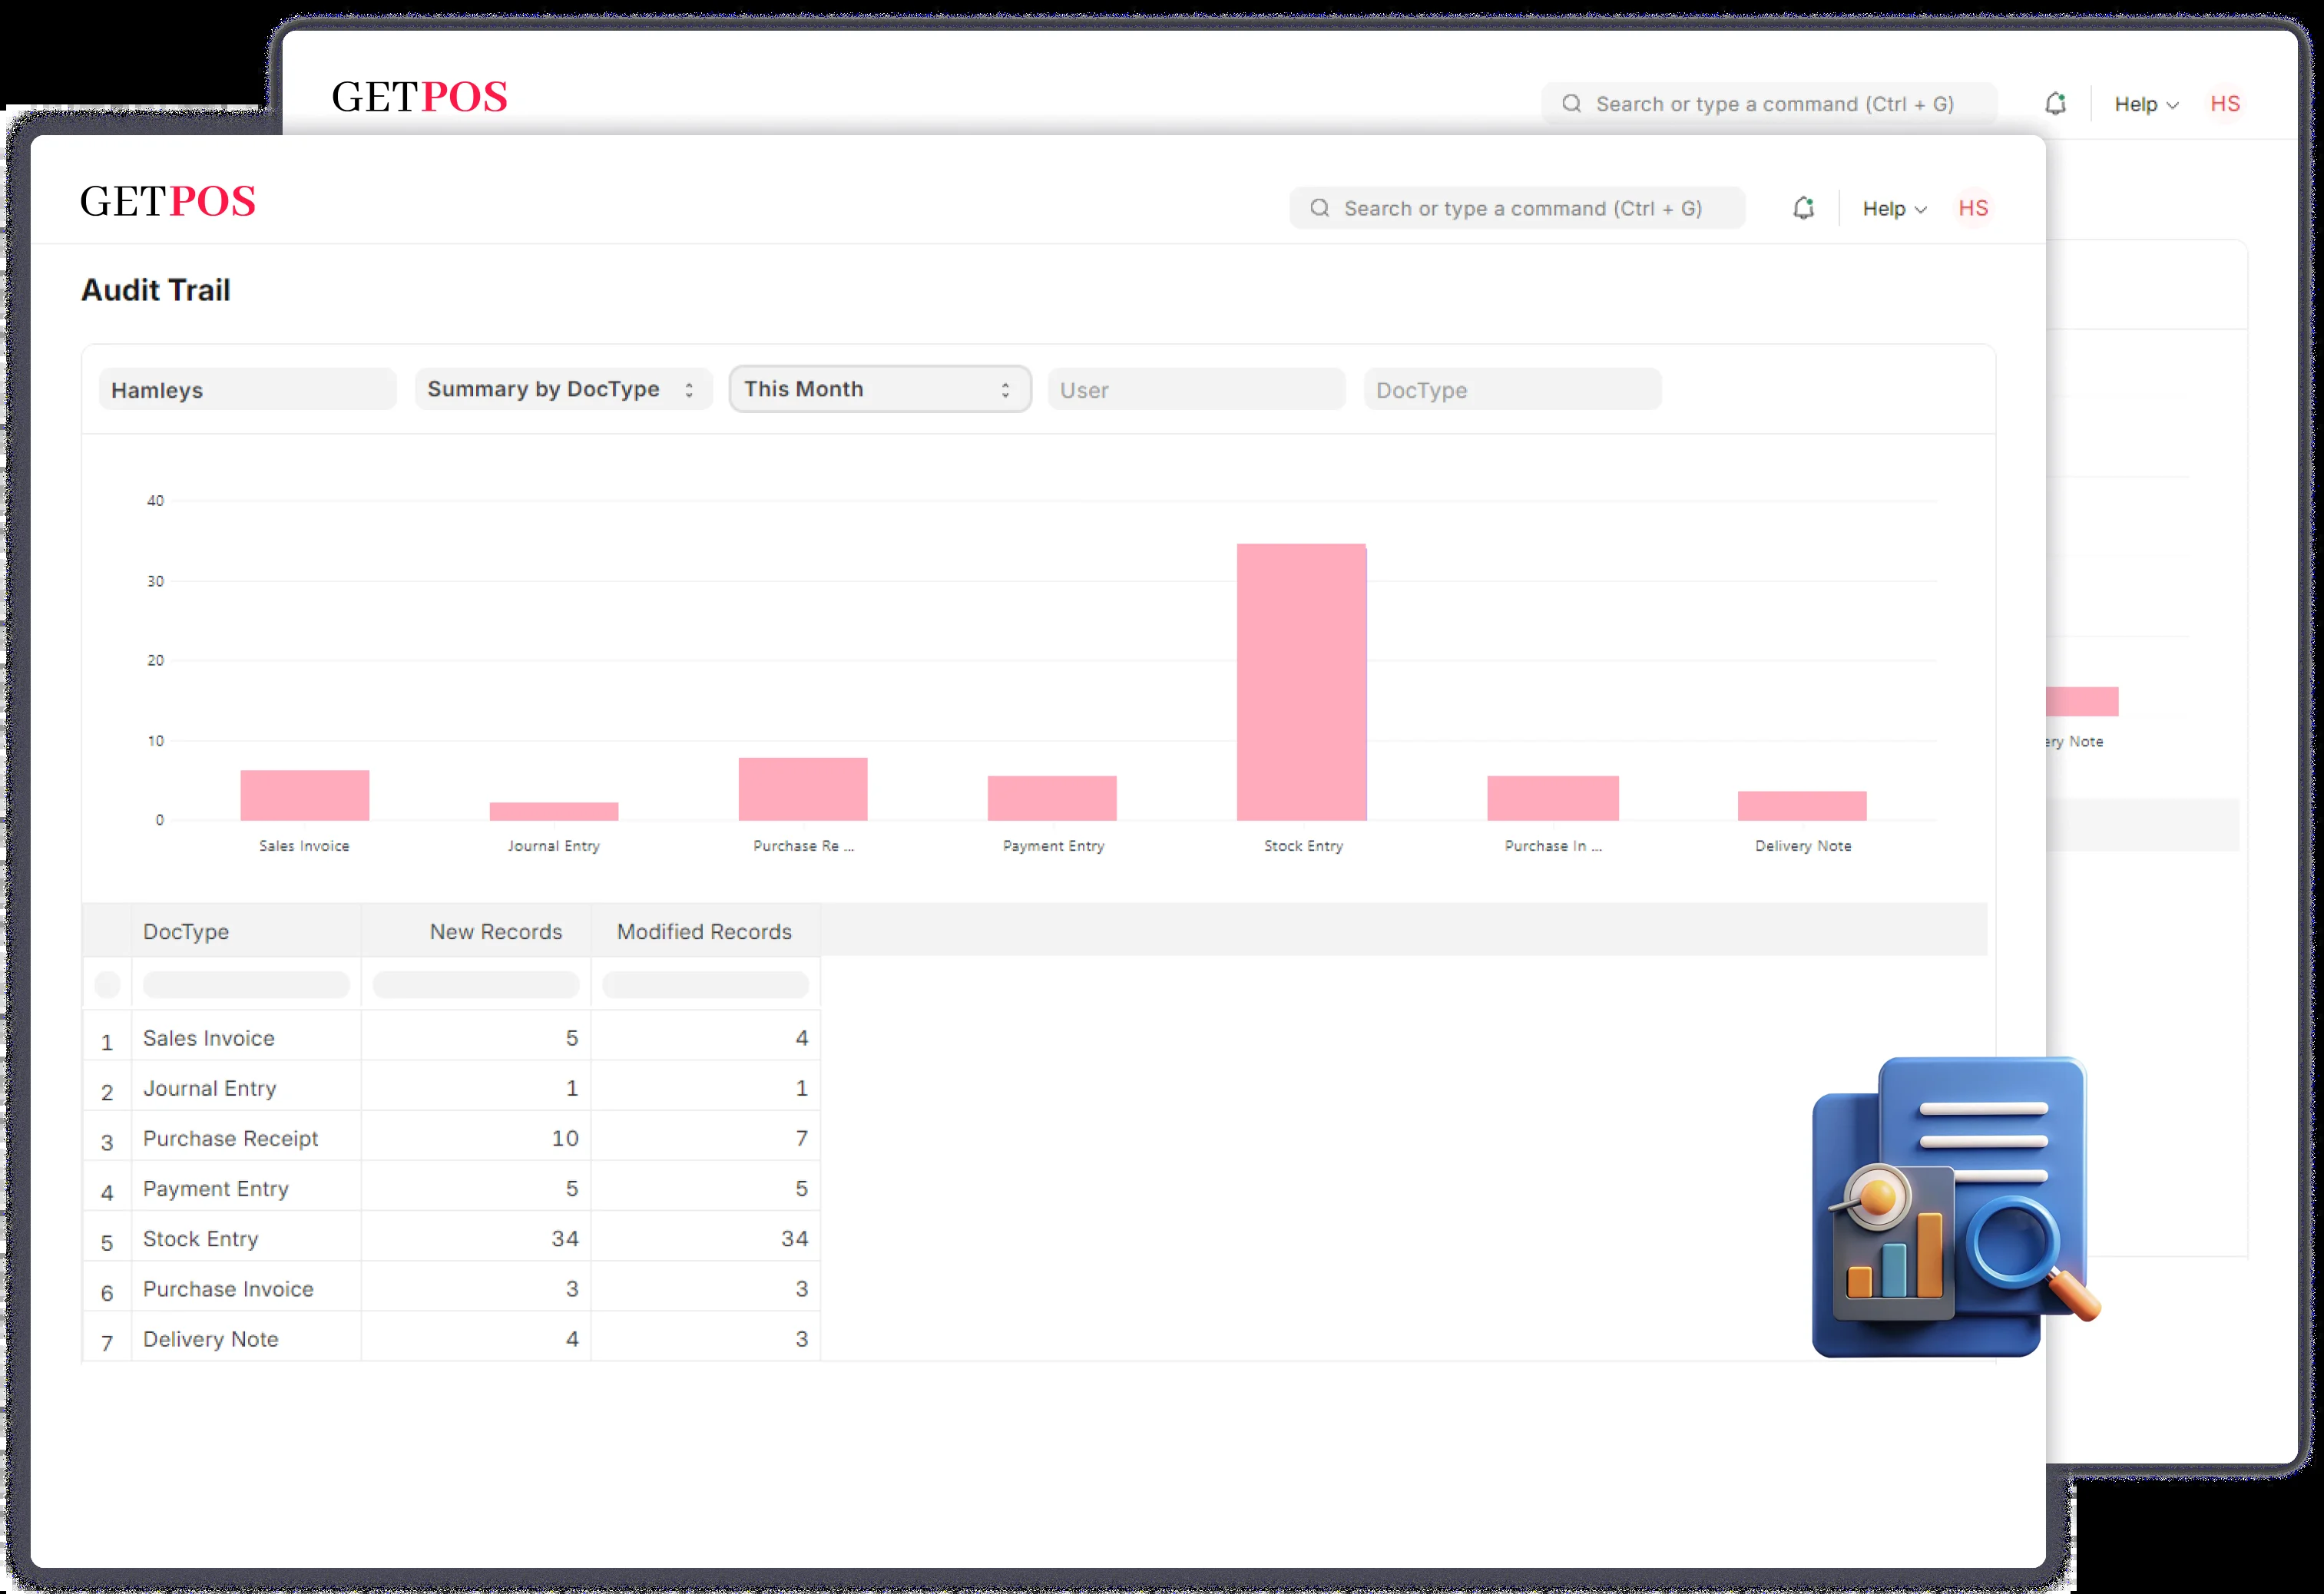 GETPOS
Search or type a command (Ctrl + G)
Help
HS
GETPOS
Search or type a command (Ctrl + G)
Help
HS
Audit Trail
Hamleys
Summary by DocType
This Month
User
DocType
40
30
20
10
0
Sales Invoice
Journal Entry
Purchase Re ...
Payment Entry
Stock Entry
Purchase In ...
Delivery Note
ery Note
DocType New Records Modified Records
1 Sales Invoice 5 4
2 Journal Entry 1 1
3 Purchase Receipt 10 7
4 Payment Entry 5 5
5 Stock Entry 34 34
6 Purchase Invoice 3 3
7 Delivery Note 4 3